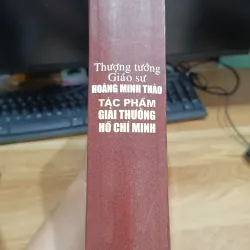 Thượng tướng
Giáo sư
HOÀNG MINH THẢO
TÁC PHẨM
GIẢI THƯỞNG
HỒ CHÍ MINH